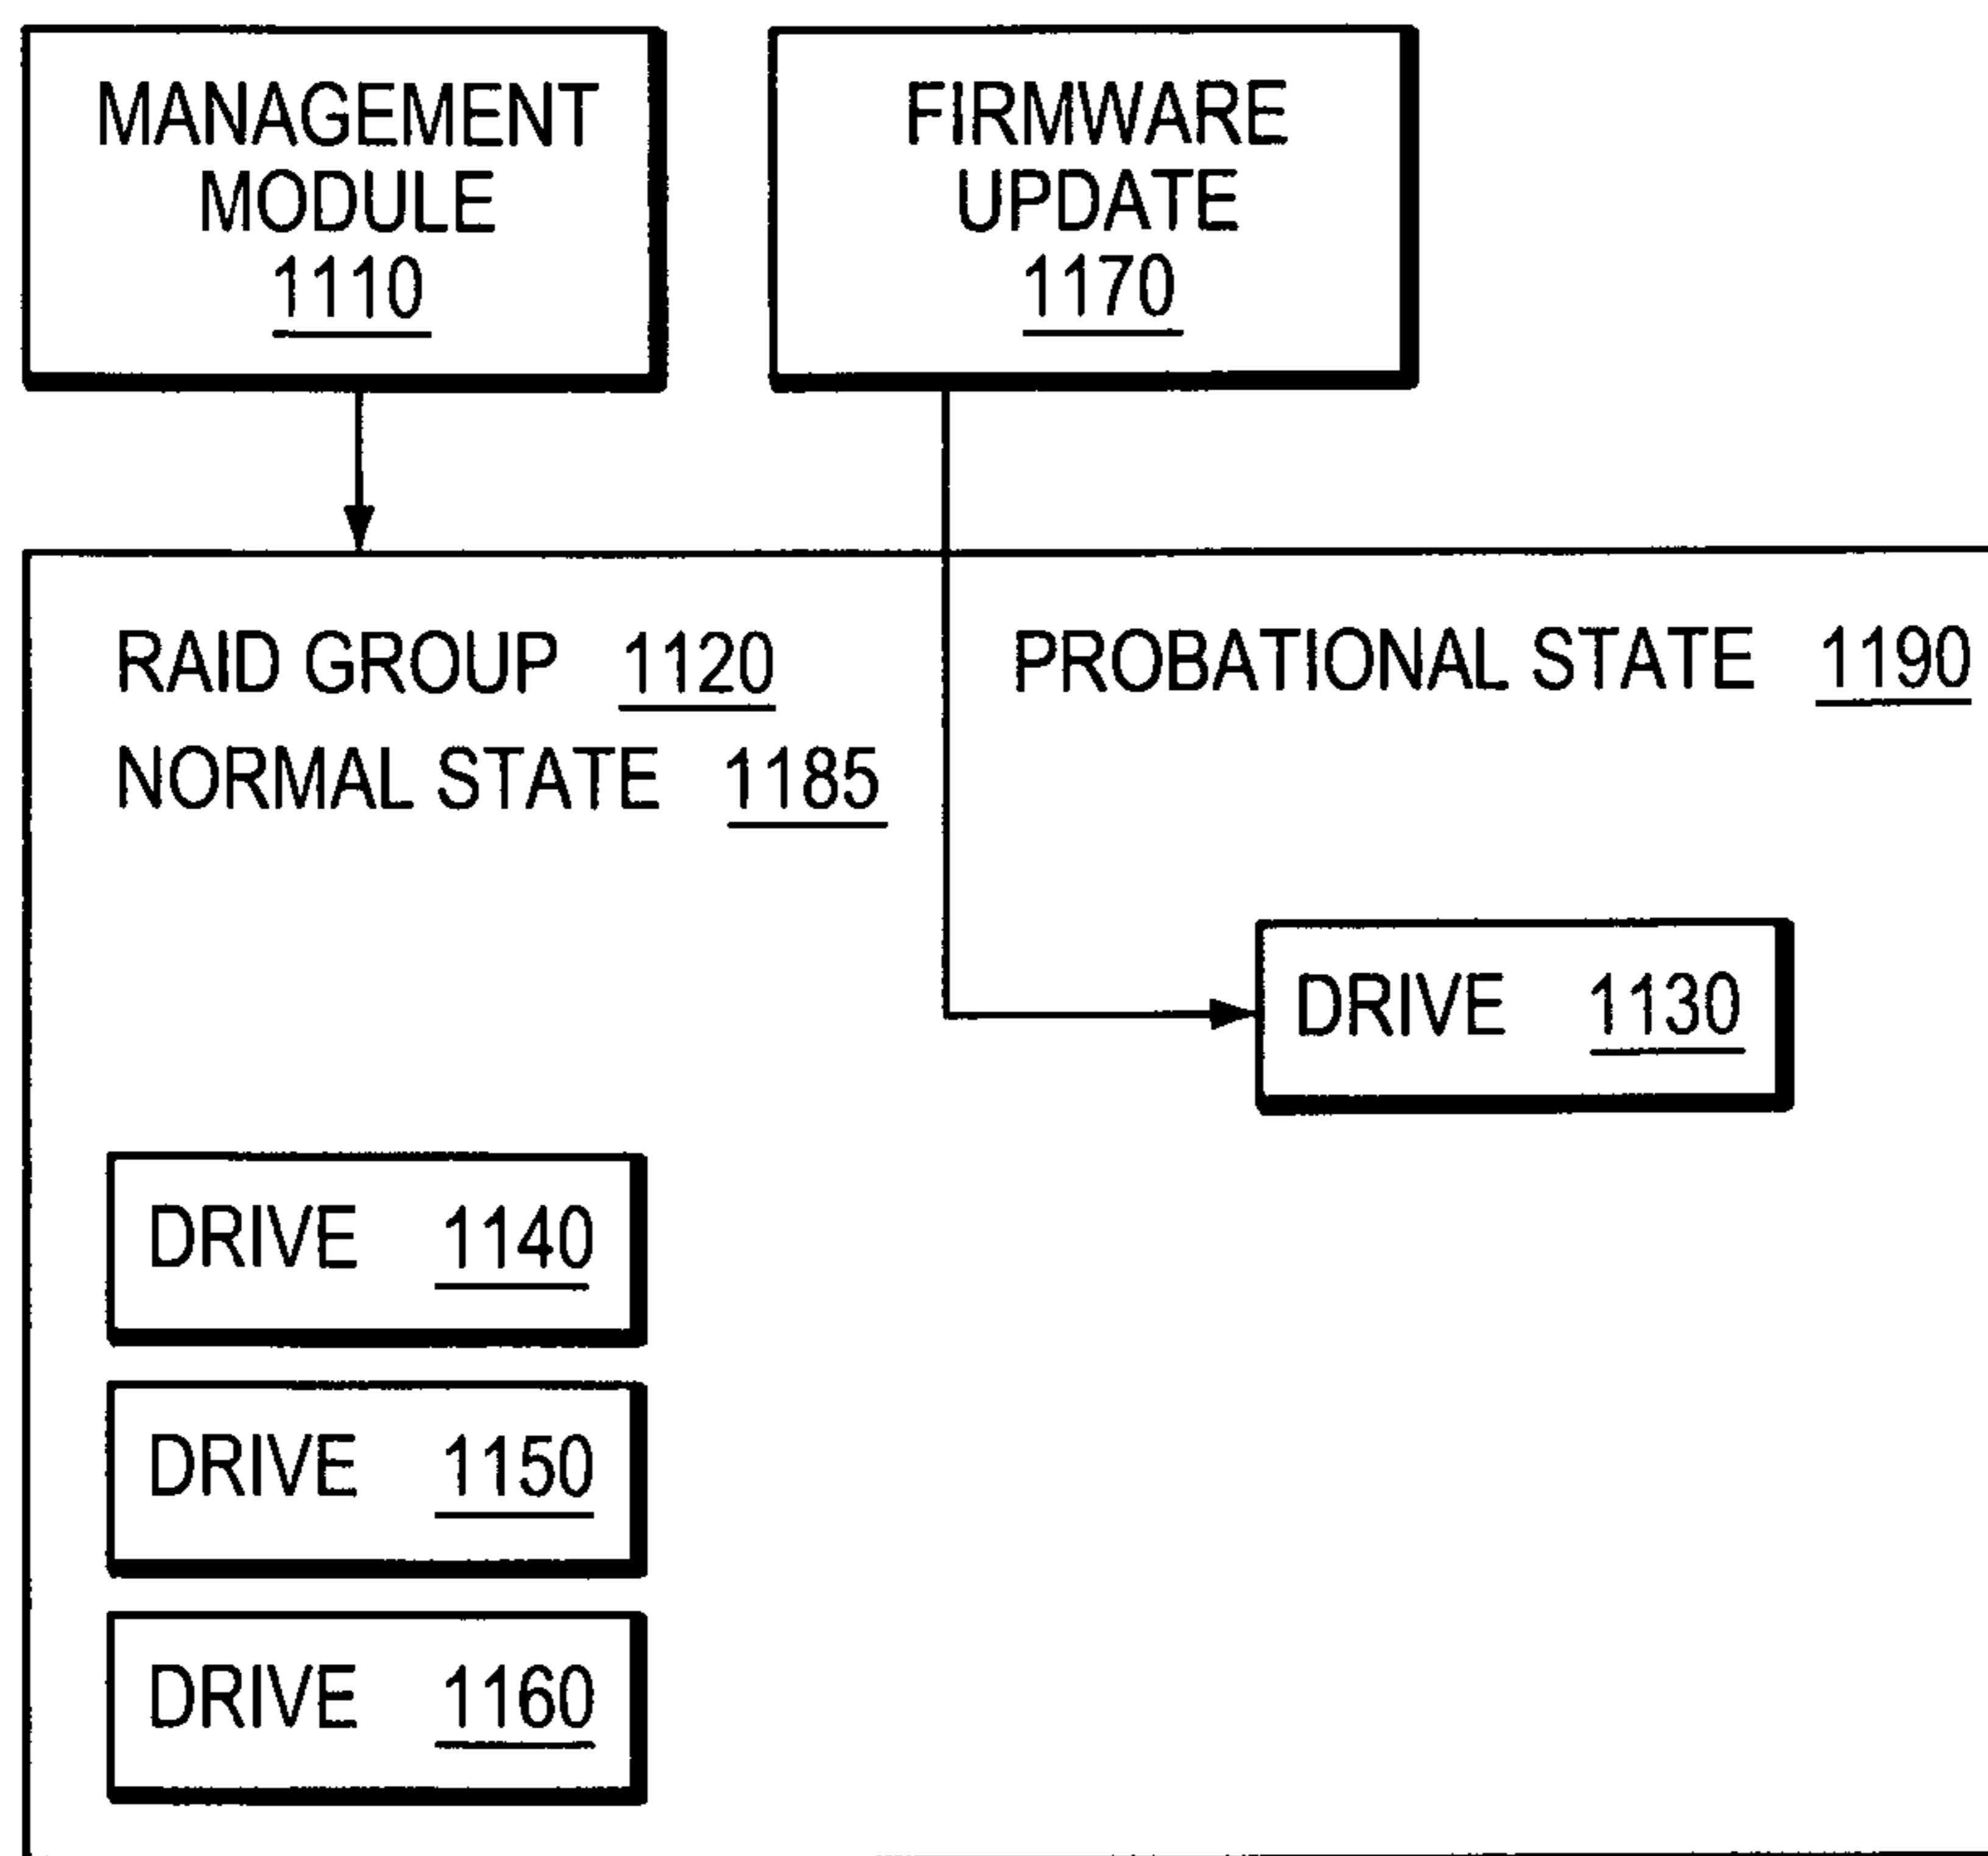 MANAGEMENT
MODULE
1110
FIRMWARE
UPDATE
1170
RAID GROUP 1120
NORMAL STATE 1185
PROBATIONAL STATE 1190
DRIVE 1130
DRIVE 1140
DRIVE 1150
DRIVE 1160